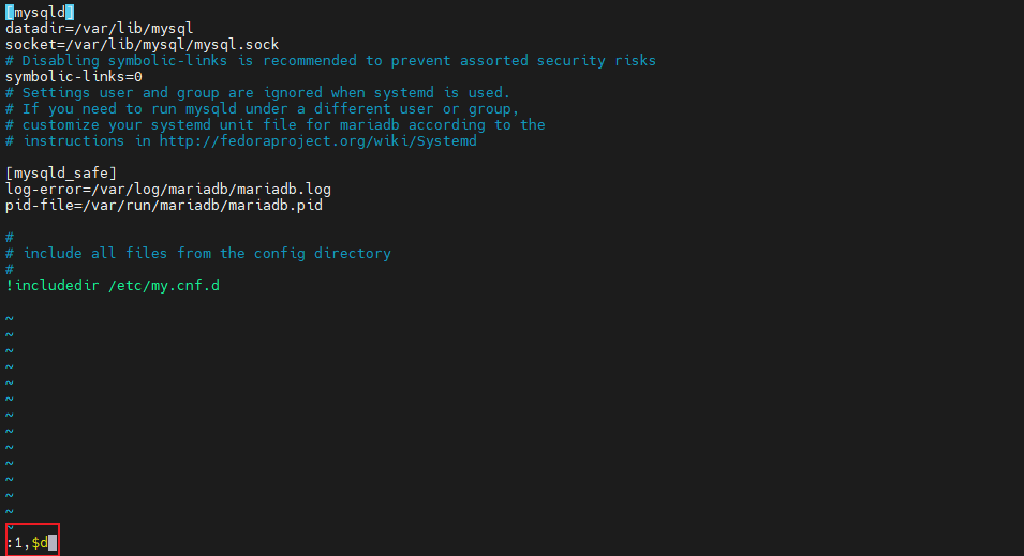 [mysqld]
datadir=/var/lib/mysql
socket=/var/lib/mysql/mysql.sock
# Disabling symbolic-links is recommended to prevent assorted security risks
symbolic-links=0
# Settings user and group are ignored when systemd is used.
# If you need to run mysqld under a different user or group,
# customize your systemd unit file for mariadb according to the
# instructions in http://fedoraproject.org/wiki/Systemd

[mysqld_safe]
log-error=/var/log/mariadb/mariadb.log
pid-file=/var/run/mariadb/mariadb.pid

#
# include all files from the config directory
#
!includedir /etc/my.cnf.d

~
~
~
~
~
~
~
~
~
~
~
~
~
~
:1,$d